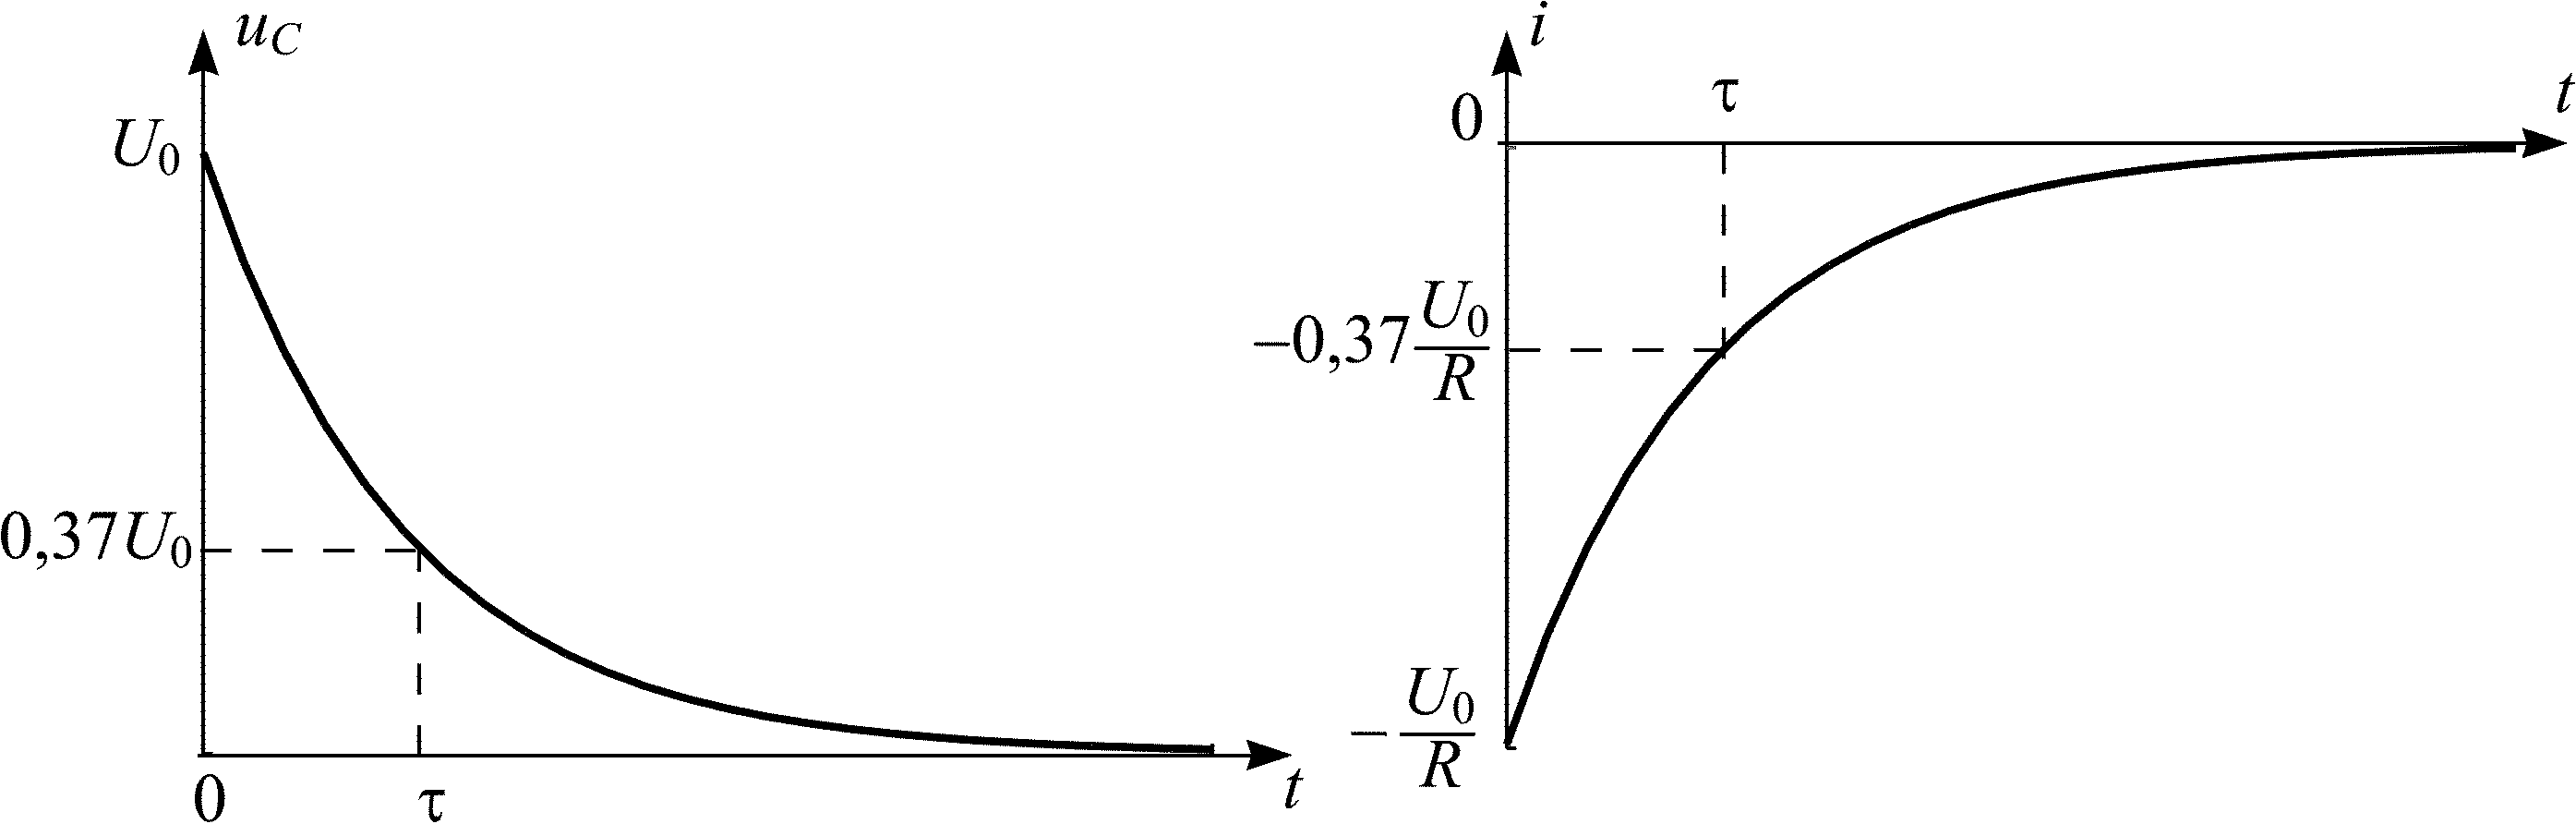 u_C
U_0
0,37U_0
0
τ
t
i
τ
t
0
–0,37 U_0/R
– U_0/R